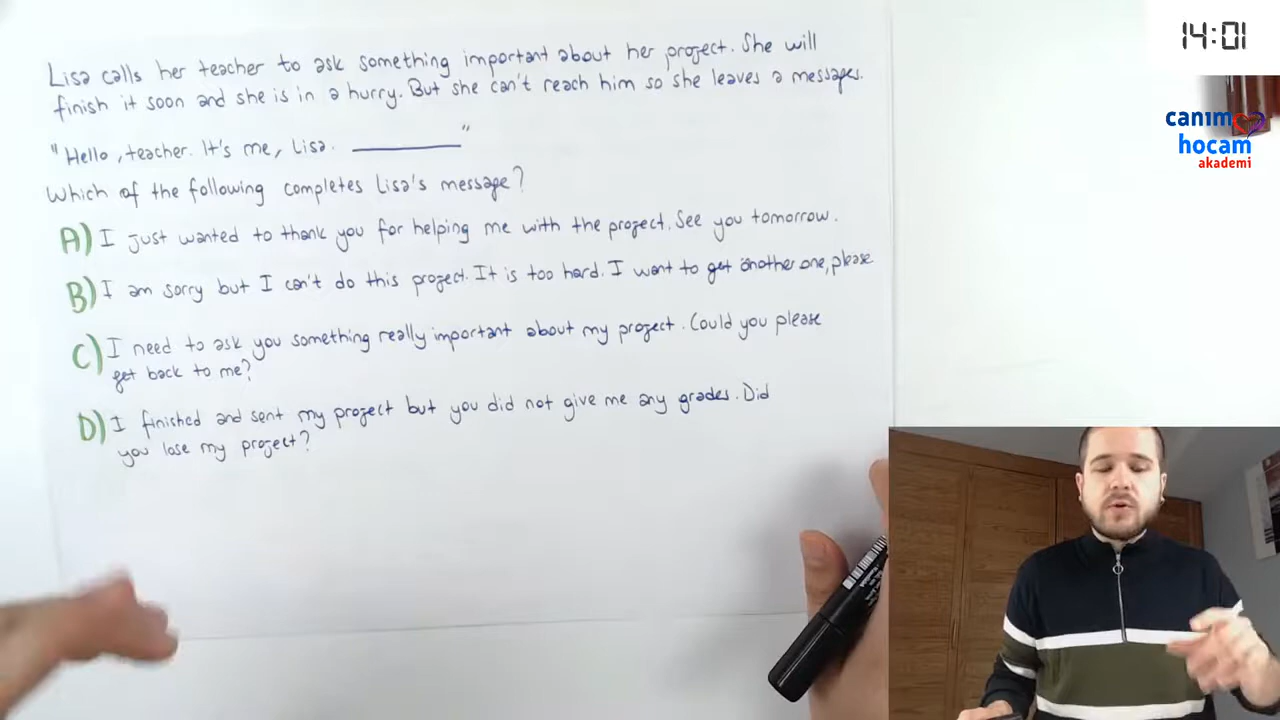 14:01
canım
hocam
akademi
Lisa calls her teacher to ask something important about her project. She will
finish it soon and she is in a hurry. But she can't reach him so she leaves a messages.
"Hello, teacher. It's me, Lisa. ________"
Which of the following completes Lisa's message?
A) I just wanted to thank you for helping me with the project. See you tomorrow.
B) I am sorry but I can't do this project. It is too hard. I want to get another one, please
C) I need to ask you something really important about my project. Could you please
get back to me?
D) I finished and sent my project but you did not give me any grades. Did
you lose my project?